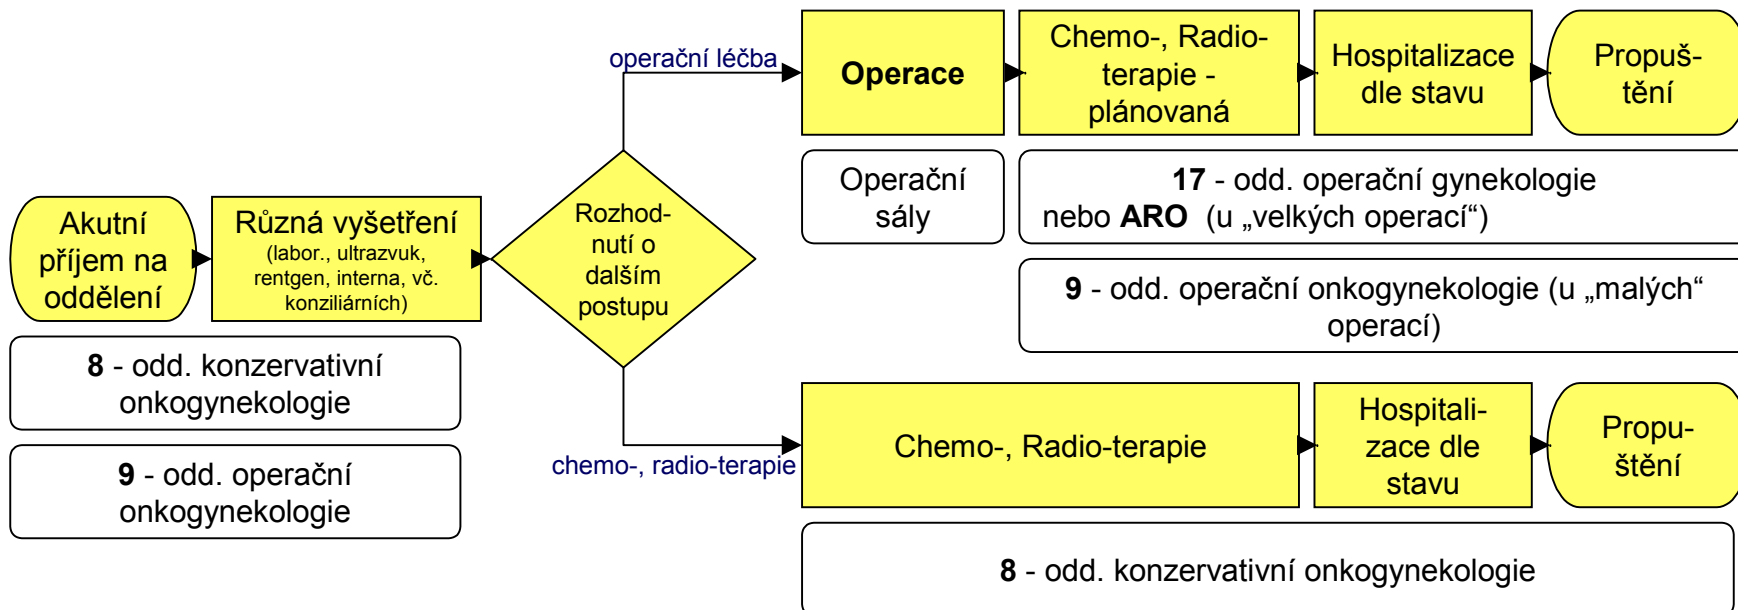 Akutní
příjem na
oddělení
Různá vyšetření
(labor., ultrazvuk,
rentgen, interna, vč.
konziliárních)
8 - odd. konzervativní
onkogynekologie
9 - odd. operační
onkogynekologie
Rozhod-
nutí o
dalším
postupu
operační léčba
Operace
Chemo-, Radio-
terapie -
plánovaná
Hospitalizace
dle stavu
Propuš-
tění
Operační
sály
17 - odd. operační gynekologie
nebo ARO (u „velkých operací“)
9 - odd. operační onkogynekologie (u „malých“
operací)
chemo-, radio-terapie
Chemo-, Radio-terapie
Hospitali-
zace dle
stavu
Propu-
štění
8 - odd. konzervativní onkogynekologie